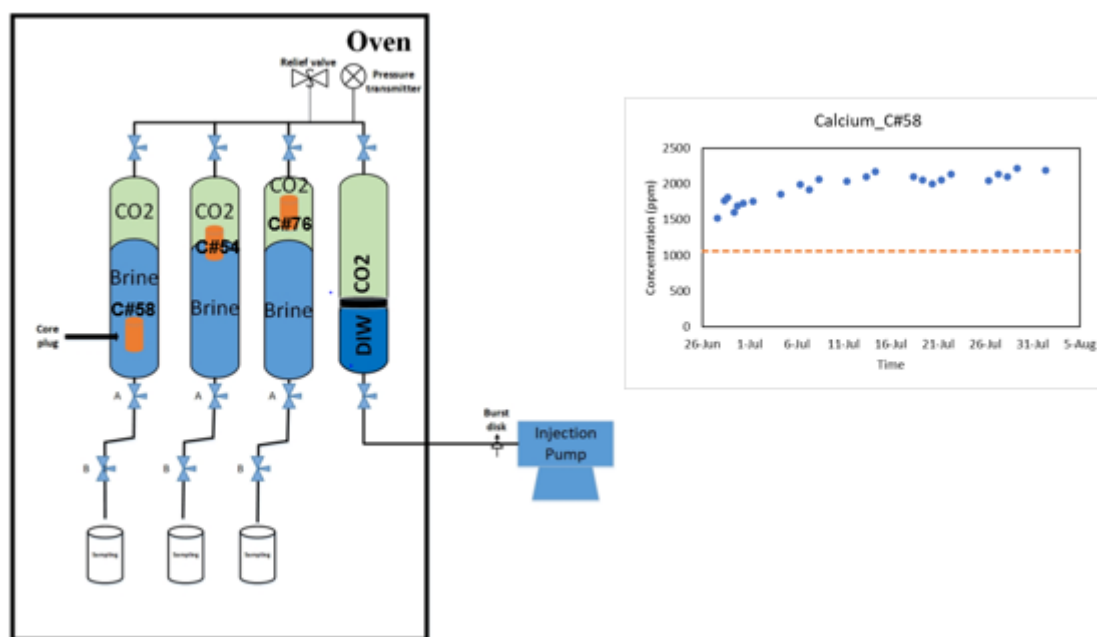 Oven
Relief valve
Pressure
transmitter
CO2
CO2
CO2
C#76
C#54
Brine
C#58
Brine
Brine
CO2
DIW
Core
plug
A
A
A
B
B
B
Sampling
Sampling
Sampling
Burst
disk
Injection
Pump
Calcium_C#58
Concentration (ppm)
2500
2000
1500
1000
500
0
26-Jun
1-Jul
6-Jul
11-Jul
16-Jul
21-Jul
26-Jul
31-Jul
5-Aug
Time